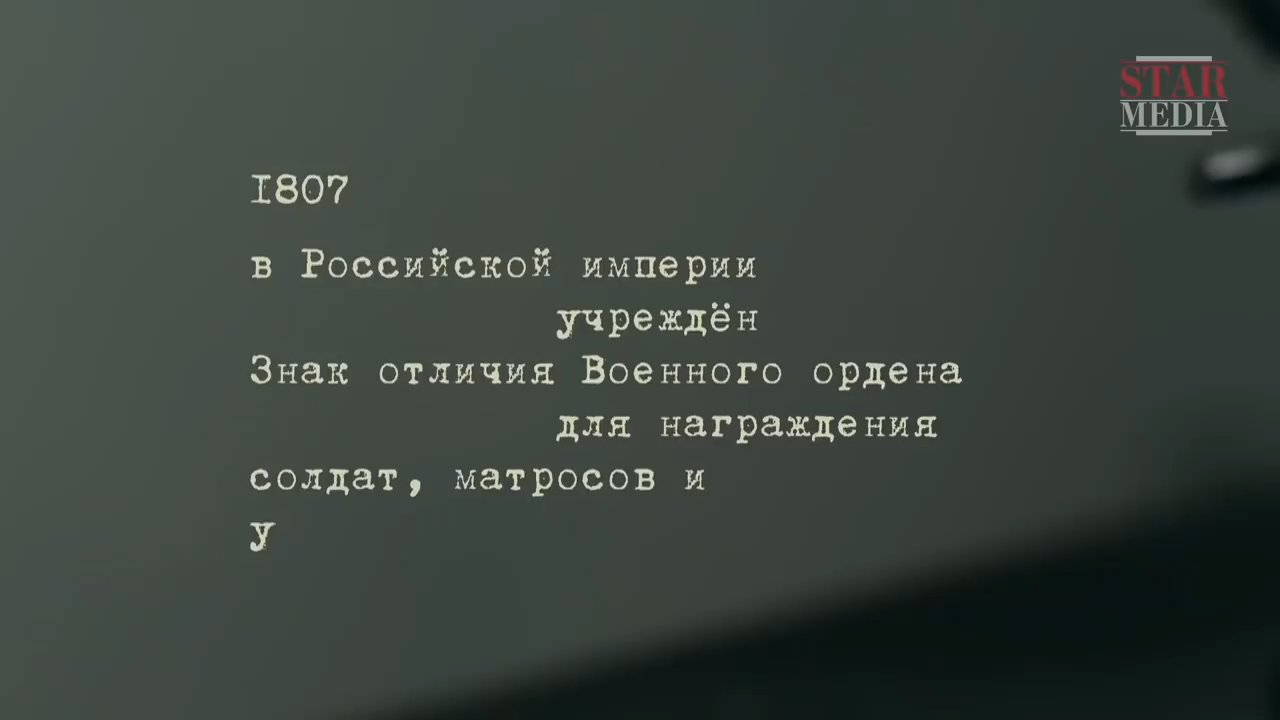 STAR
MEDIA
1807
в Российской империи
учреждён
Знак отличия Военного ордена
для награждения
солдат, матросов и
у